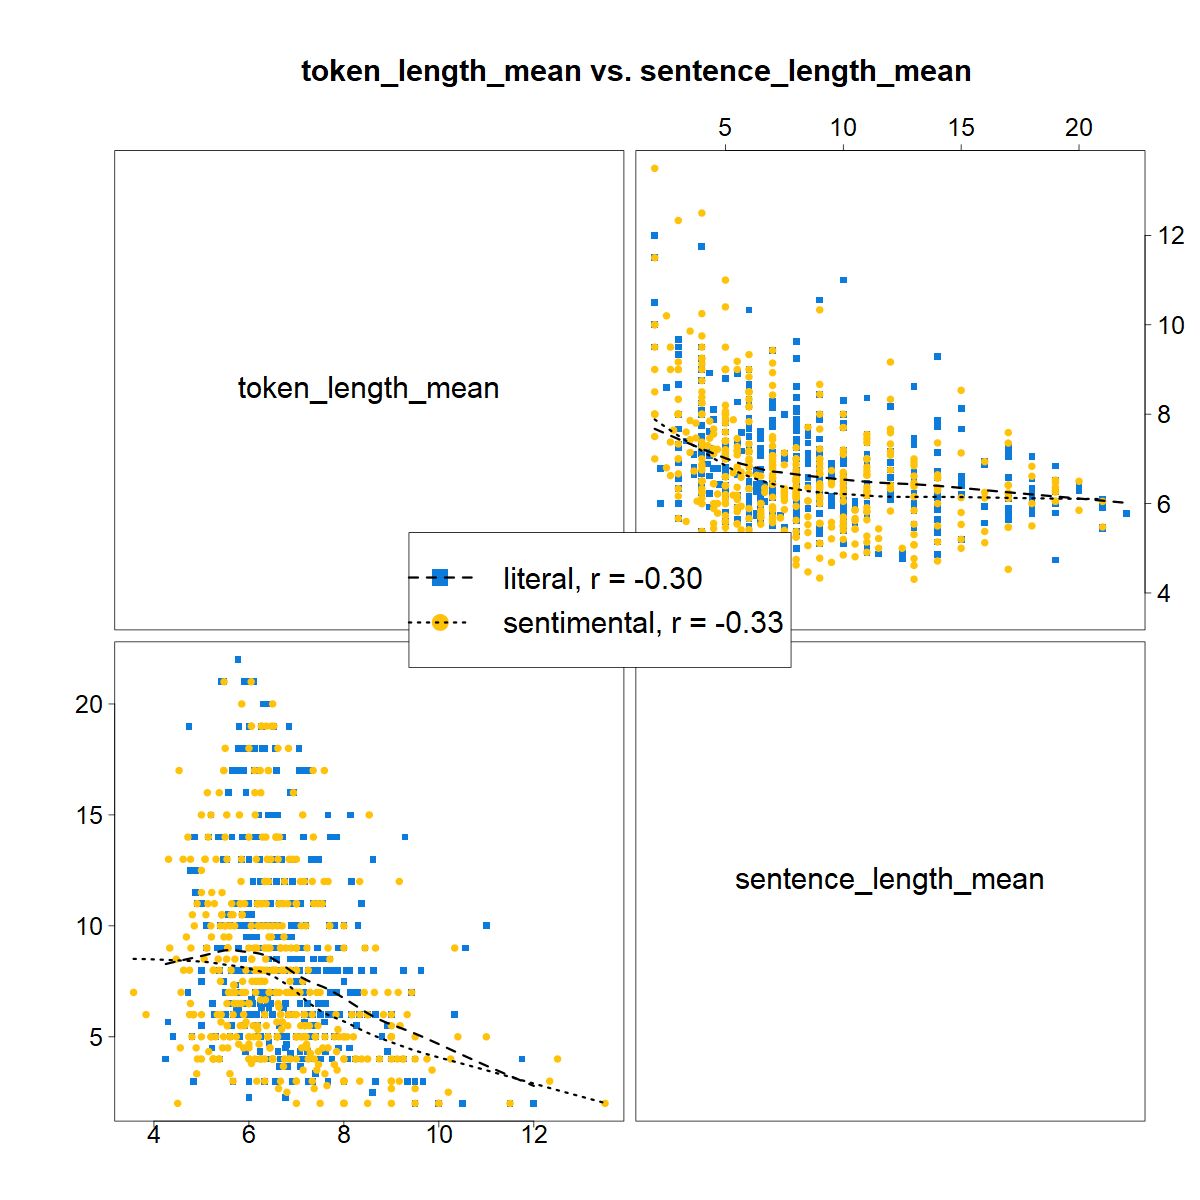 token_length_mean vs. sentence_length_mean
5 10 15 20
token_length_mean
12
10
8
6
4
literal, r = -0.30
sentimental, r = -0.33
20
15
10
5
sentence_length_mean
4 6 8 10 12